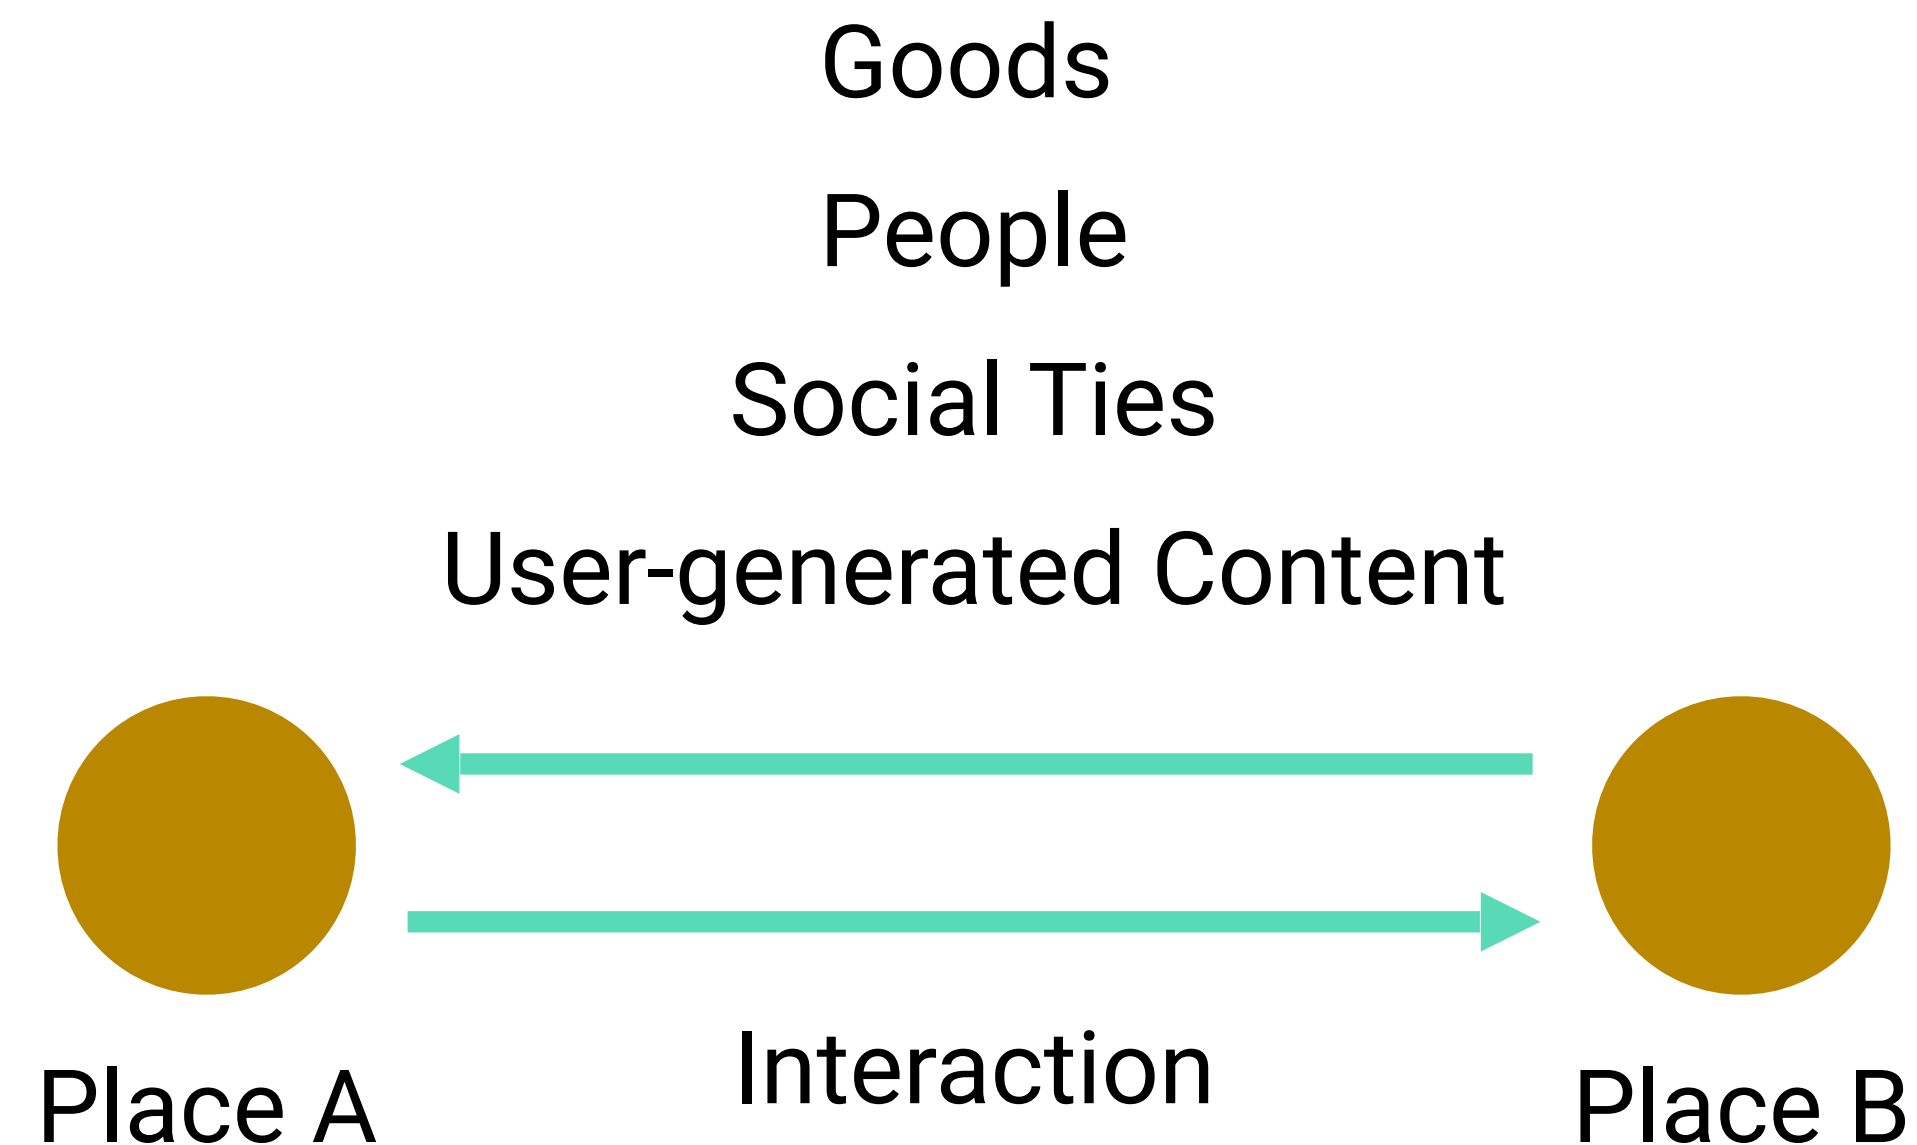 Goods
People
Social Ties
User-generated Content
Interaction
Place A
Place B